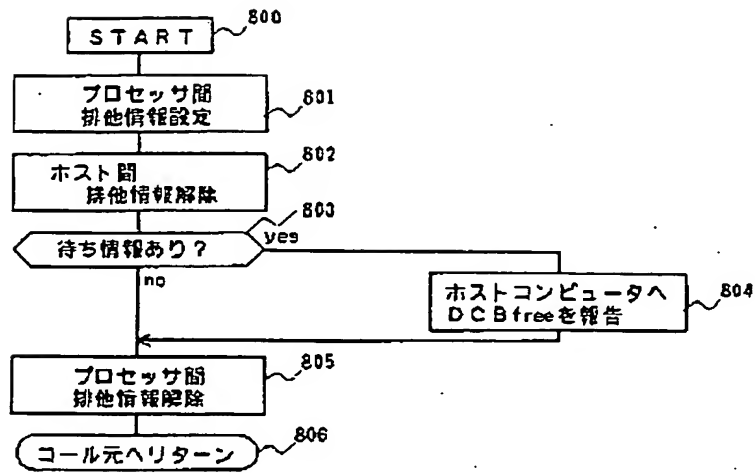 START
800
プロセッサ間
排他情報設定
801
ホスト間
排他情報解除
802
待ち情報あり?
803
yes
no
ホストコンピュータへ
DCBfreeを報告
804
プロセッサ間
排他情報解除
805
コール元へリターン
806